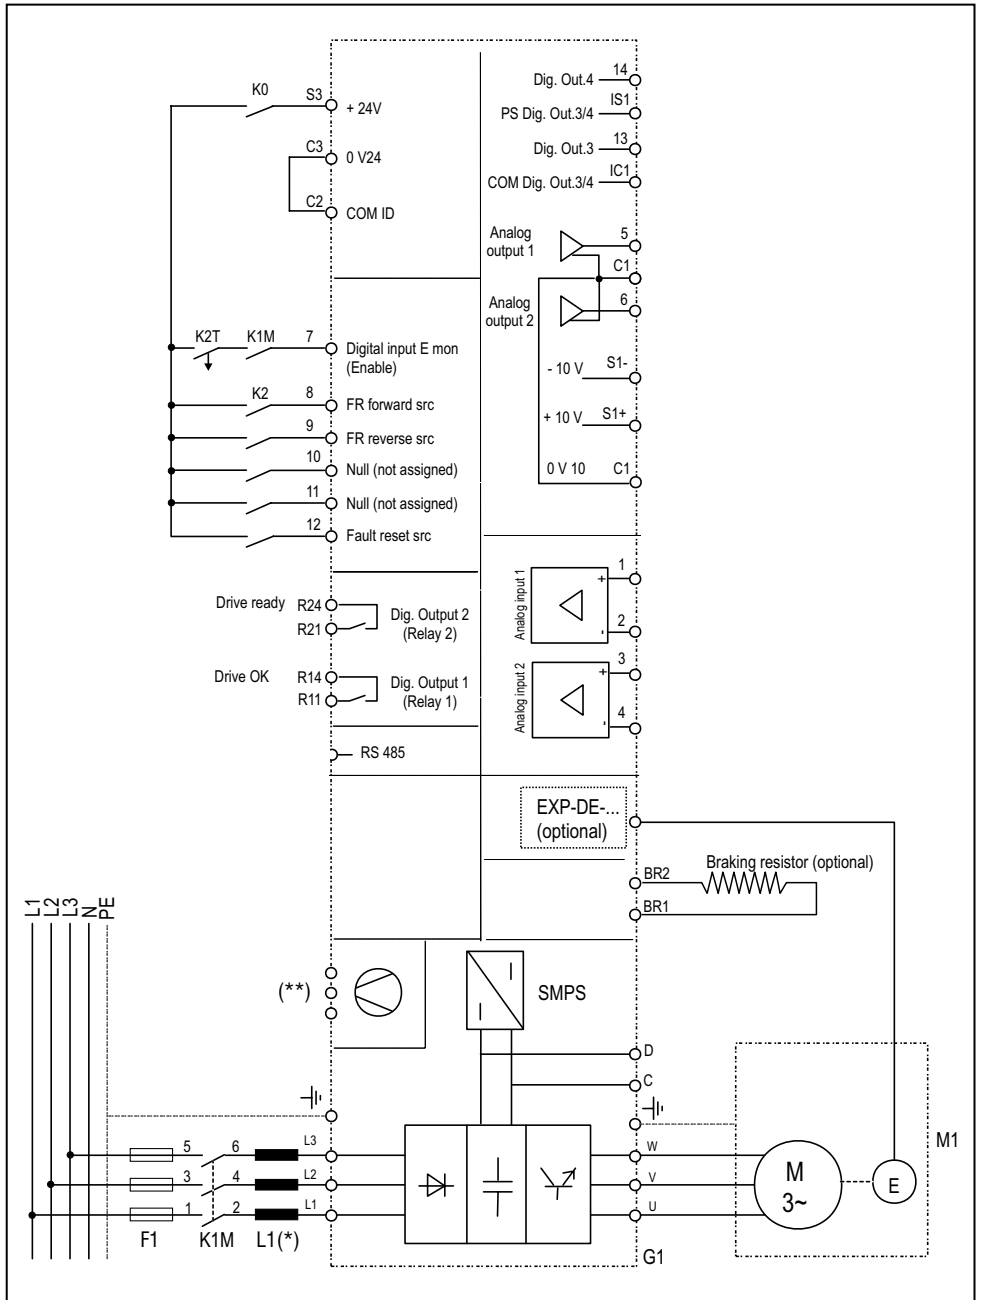 K0
S3
+ 24V
C3
0 V24
C2
COM ID
K2T
K1M
7
Digital input E mon
(Enable)
K2
8
FR forward src
9
FR reverse src
10
Null (not assigned)
11
Null (not assigned)
12
Fault reset src
Drive ready
R24
R21
Dig. Output 2
(Relay 2)
Drive OK
R14
R11
Dig. Output 1
(Relay 1)
RS 485
Dig. Out.4
14
PS Dig. Out.3/4
IS1
Dig. Out.3
13
COM Dig. Out.3/4
IC1
Analog
output 1
5
C1
Analog
output 2
6
- 10 V
S1-
+ 10 V
S1+
0 V 10
C1
Analog input 1
+
1
-
2
Analog input 2
+
3
-
4
EXP-DE-...
(optional)
BR2
Braking resistor (optional)
BR1
L1
L2
L3
N
PE
(**)
SMPS
D
C
5
6
L3
3
4
L2
1
2
L1
F1
K1M
L1(*)
W
V
U
G1
M
3~
E
M1